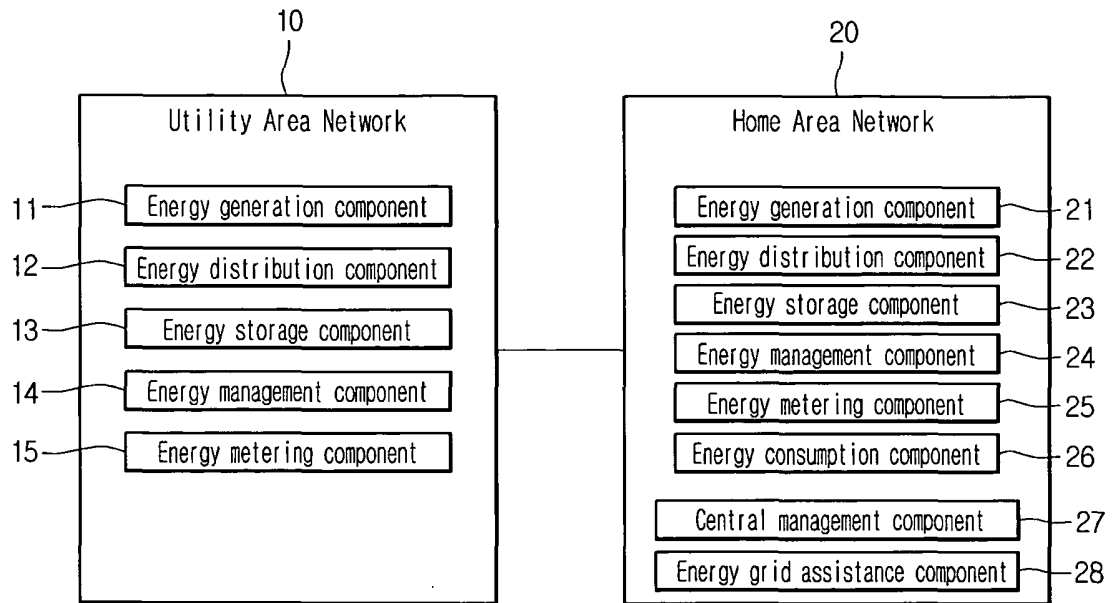 10
20
Utility Area Network
Home Area Network
11
Energy generation component
12
Energy distribution component
13
Energy storage component
14
Energy management component
15
Energy metering component
Energy generation component
21
Energy distribution component
22
Energy storage component
23
Energy management component
24
Energy metering component
25
Energy consumption component
26
Central management component
27
Energy grid assistance component
28